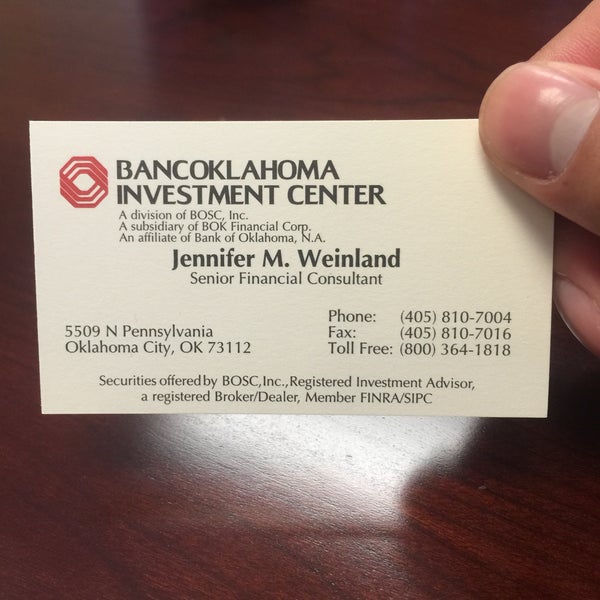 BANCOKLAHOMA
INVESTMENT CENTER
A division of BOSC, Inc.
A subsidiary of BOK Financial Corp.
An affiliate of Bank of Oklahoma, N.A.
Jennifer M. Weinland
Senior Financial Consultant
5509 N Pennsylvania
Oklahoma City, OK 73112
Phone: (405) 810-7004
Fax: (405) 810-7016
Toll Free: (800) 364-1818
Securities offered by BOSC,Inc.,Registered Investment Advisor,
a registered Broker/Dealer, Member FINRA/SIPC